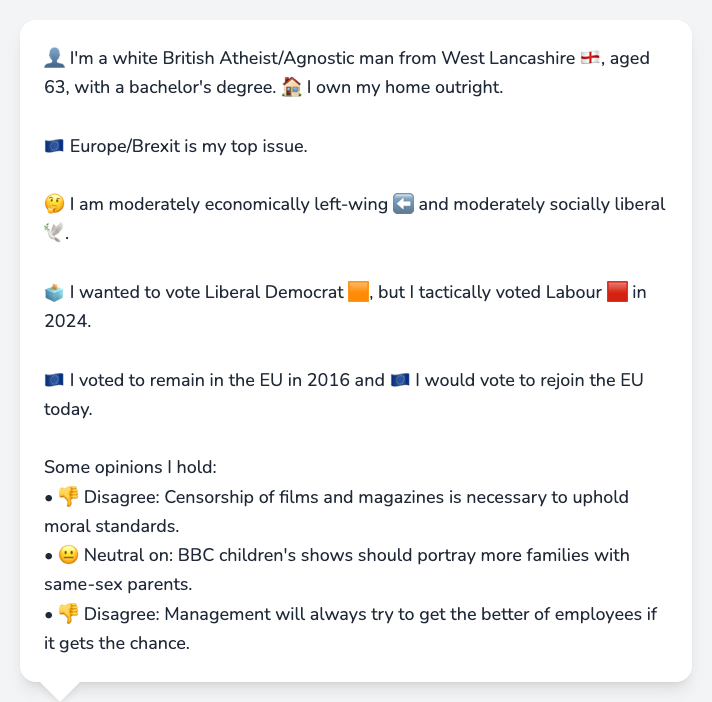 👤 I'm a white British Atheist/Agnostic man from West Lancashire 🏴󠁧󠁢󠁥󠁮󠁧󠁿, aged
63, with a bachelor's degree. 🏠 I own my home outright.
🇪🇺 Europe/Brexit is my top issue.
🤔 I am moderately economically left-wing ⬅️ and moderately socially liberal
🕊️.
🗳️ I wanted to vote Liberal Democrat 🟧, but I tactically voted Labour 🟥 in
2024.
🇪🇺 I voted to remain in the EU in 2016 and 🇪🇺 I would vote to rejoin the EU
today.
Some opinions I hold:
• 👎 Disagree: Censorship of films and magazines is necessary to uphold
moral standards.
• 😐 Neutral on: BBC children's shows should portray more families with
same-sex parents.
• 👎 Disagree: Management will always try to get the better of employees if
it gets the chance.